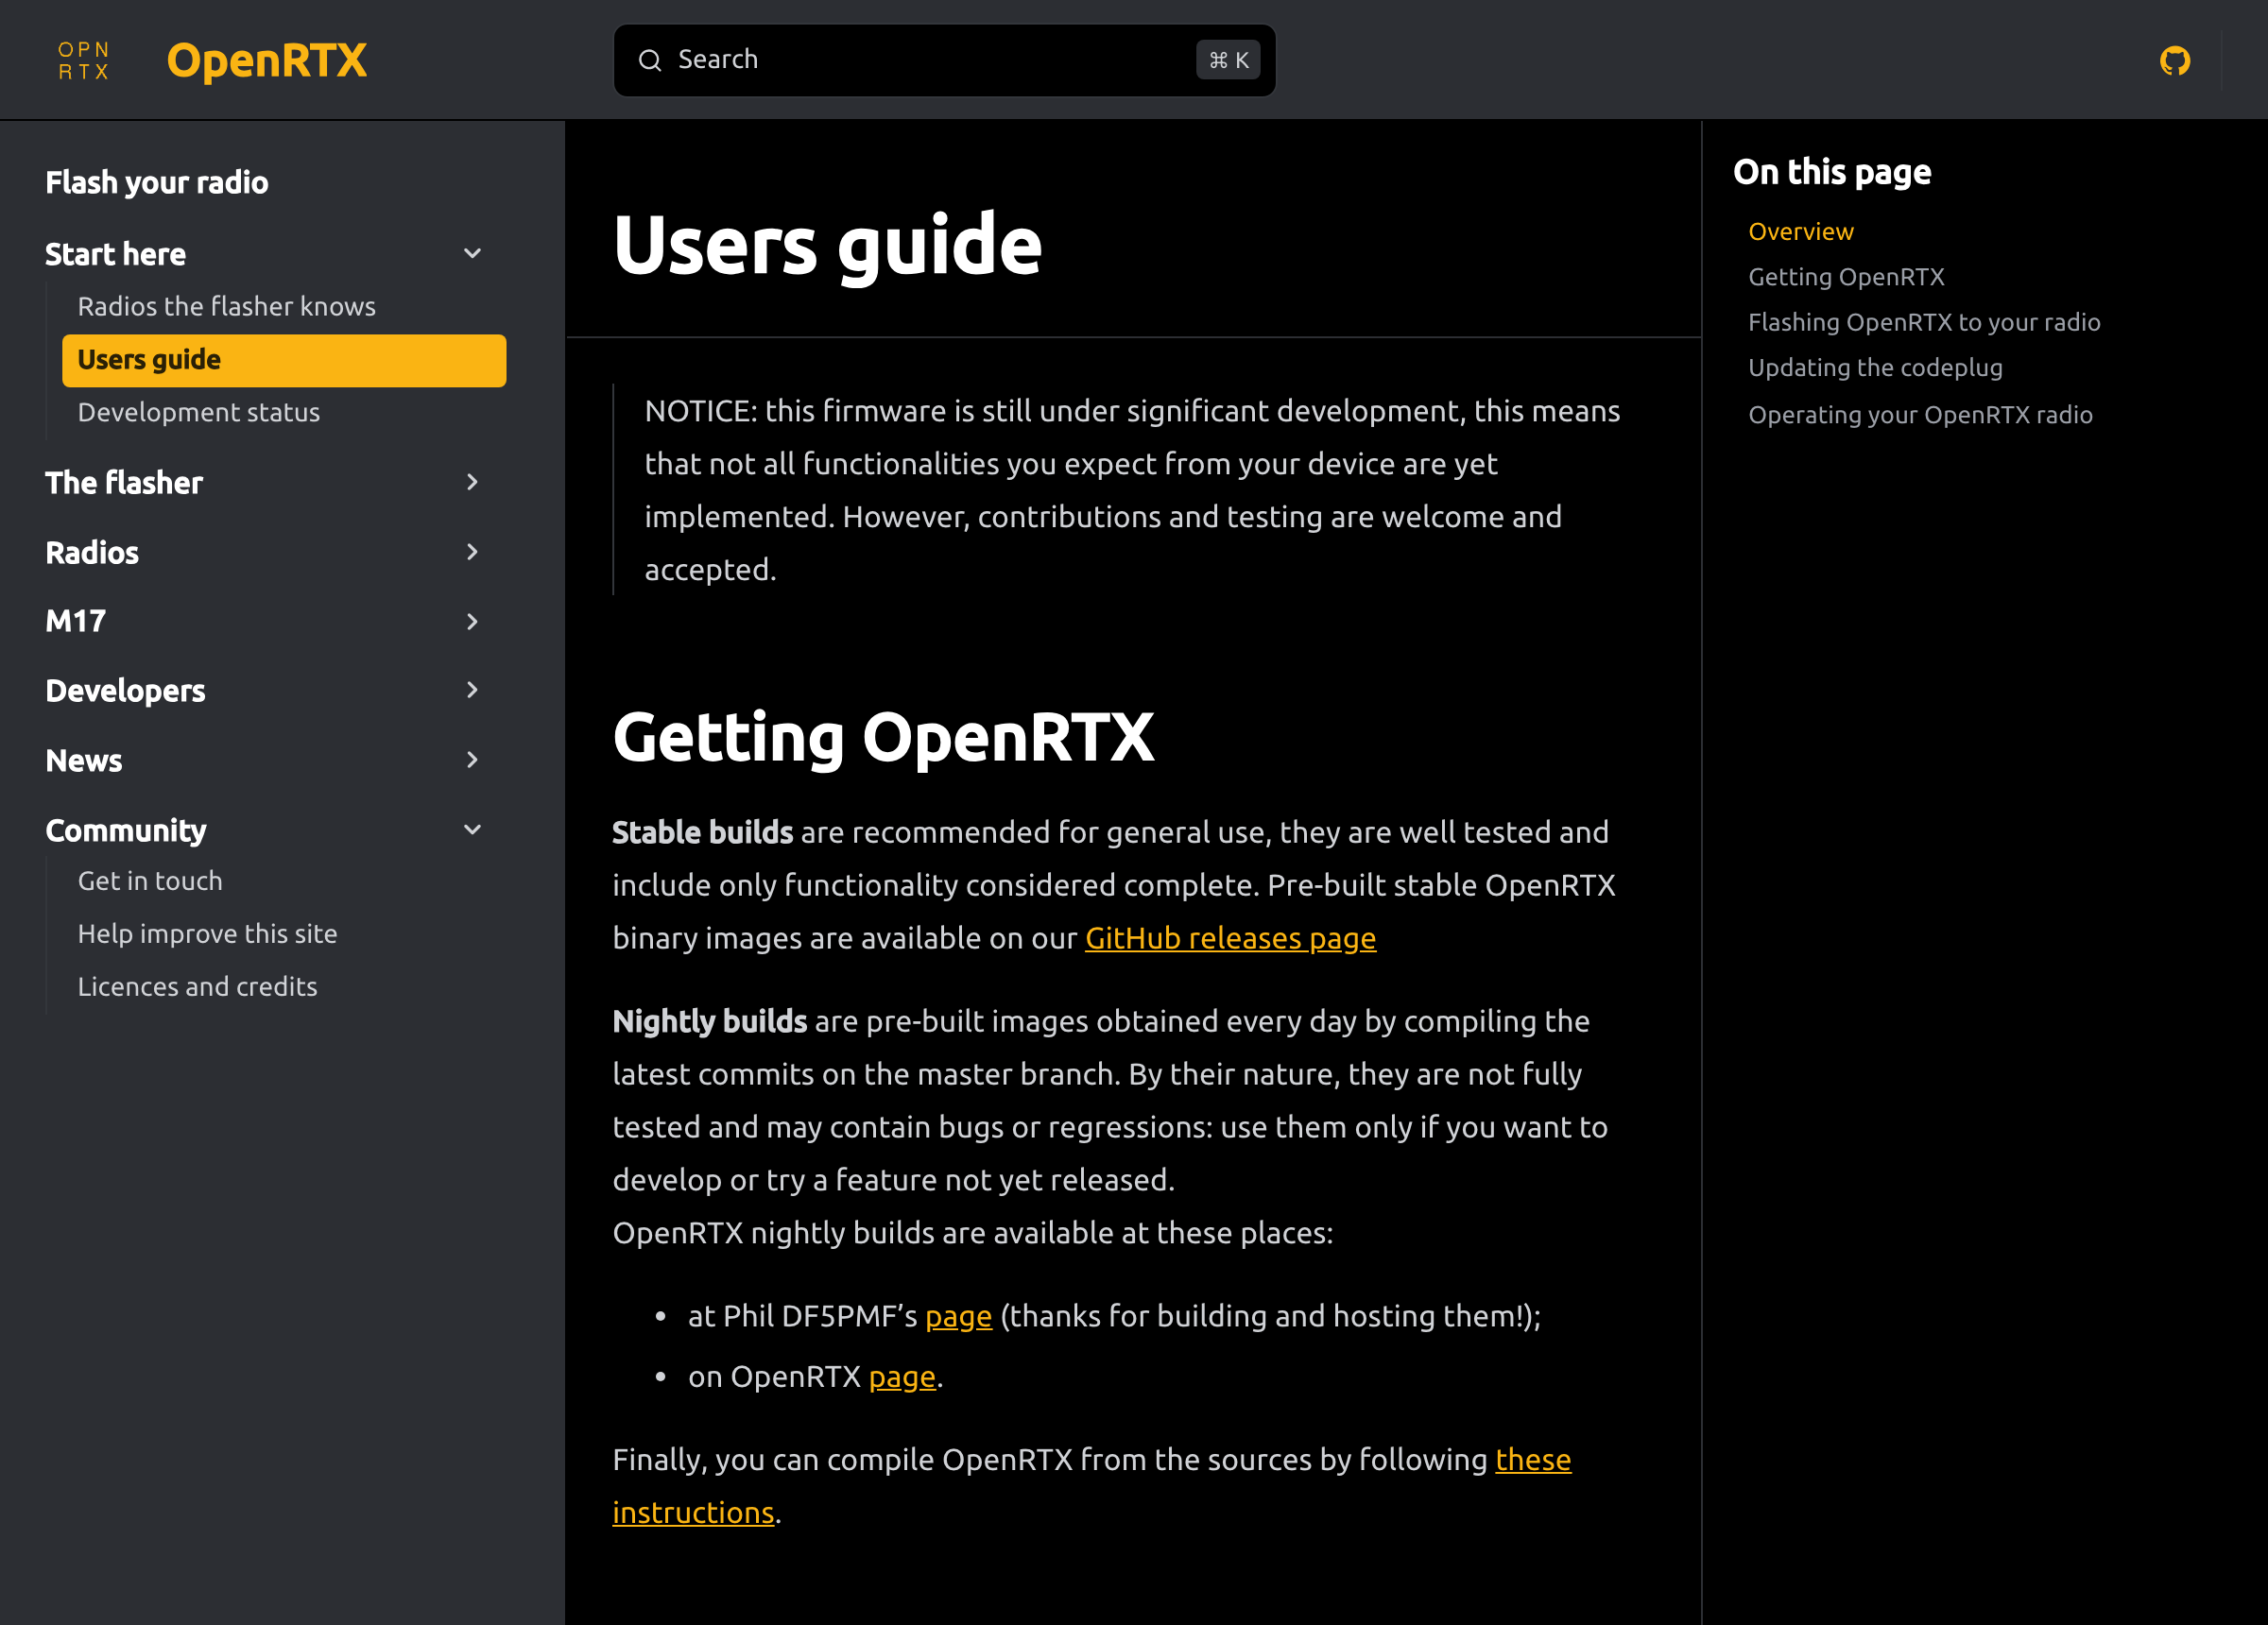 OPN
RTX
OpenRTX
Search
⌘ K
Flash your radio
Start here
Radios the flasher knows
Users guide
Development status
The flasher
Radios
M17
Developers
News
Community
Get in touch
Help improve this site
Licences and credits
Users guide
NOTICE: this firmware is still under significant development, this means
that not all functionalities you expect from your device are yet
implemented. However, contributions and testing are welcome and
accepted.
Getting OpenRTX
Stable builds are recommended for general use, they are well tested and
include only functionality considered complete. Pre-built stable OpenRTX
binary images are available on our GitHub releases page
Nightly builds are pre-built images obtained every day by compiling the
latest commits on the master branch. By their nature, they are not fully
tested and may contain bugs or regressions: use them only if you want to
develop or try a feature not yet released.
OpenRTX nightly builds are available at these places:
• at Phil DF5PMF’s page (thanks for building and hosting them!);
• on OpenRTX page.
Finally, you can compile OpenRTX from the sources by following these
instructions.
On this page
Overview
Getting OpenRTX
Flashing OpenRTX to your radio
Updating the codeplug
Operating your OpenRTX radio